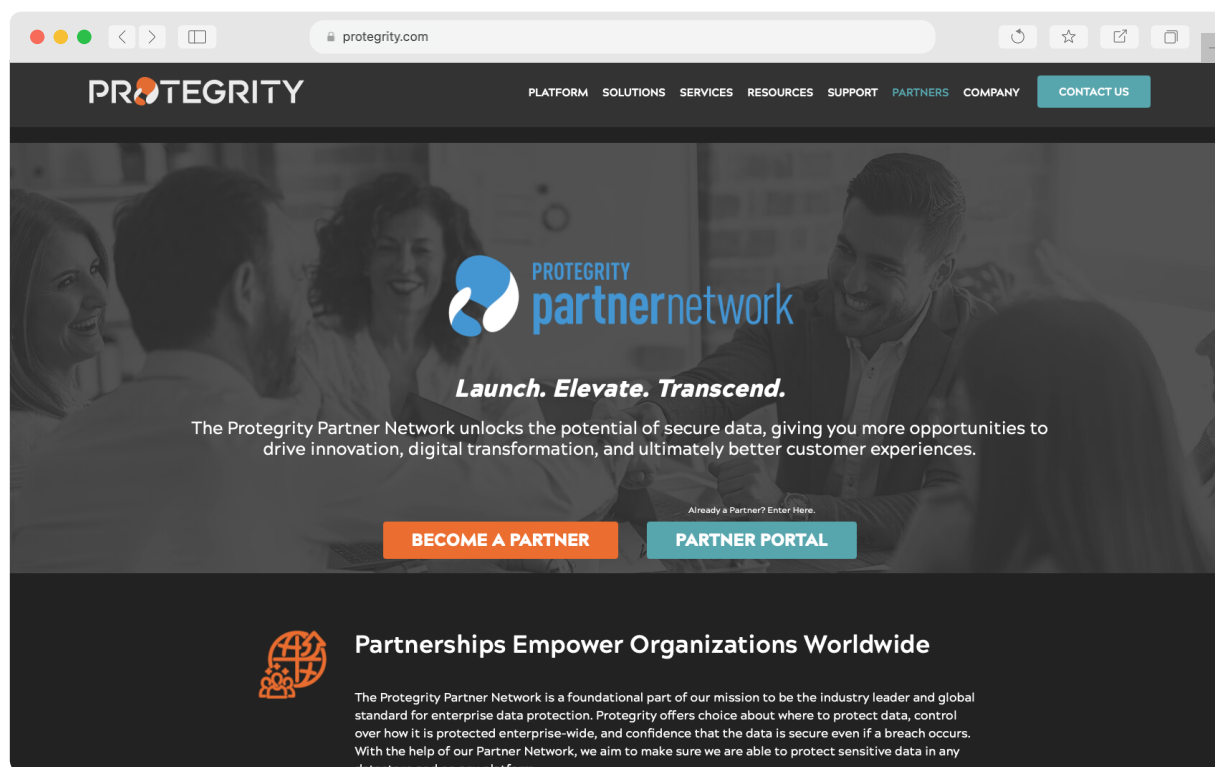 protegrity.com
PROTEGRITY
PLATFORM SOLUTIONS SERVICES RESOURCES SUPPORT PARTNERS COMPANY CONTACT US
PROTEGRITY
partnernetwork
Launch. Elevate. Transcend.
The Protegrity Partner Network unlocks the potential of secure data, giving you more opportunities to
drive innovation, digital transformation, and ultimately better customer experiences.
Already a Partner? Enter Here.
BECOME A PARTNER PARTNER PORTAL
Partnerships Empower Organizations Worldwide
The Protegrity Partner Network is a foundational part of our mission to be the industry leader and global
standard for enterprise data protection. Protegrity offers choice about where to protect data, control
over how it is protected enterprise-wide, and confidence that the data is secure even if a breach occurs.
With the help of our Partner Network, we aim to make sure we are able to protect sensitive data in any